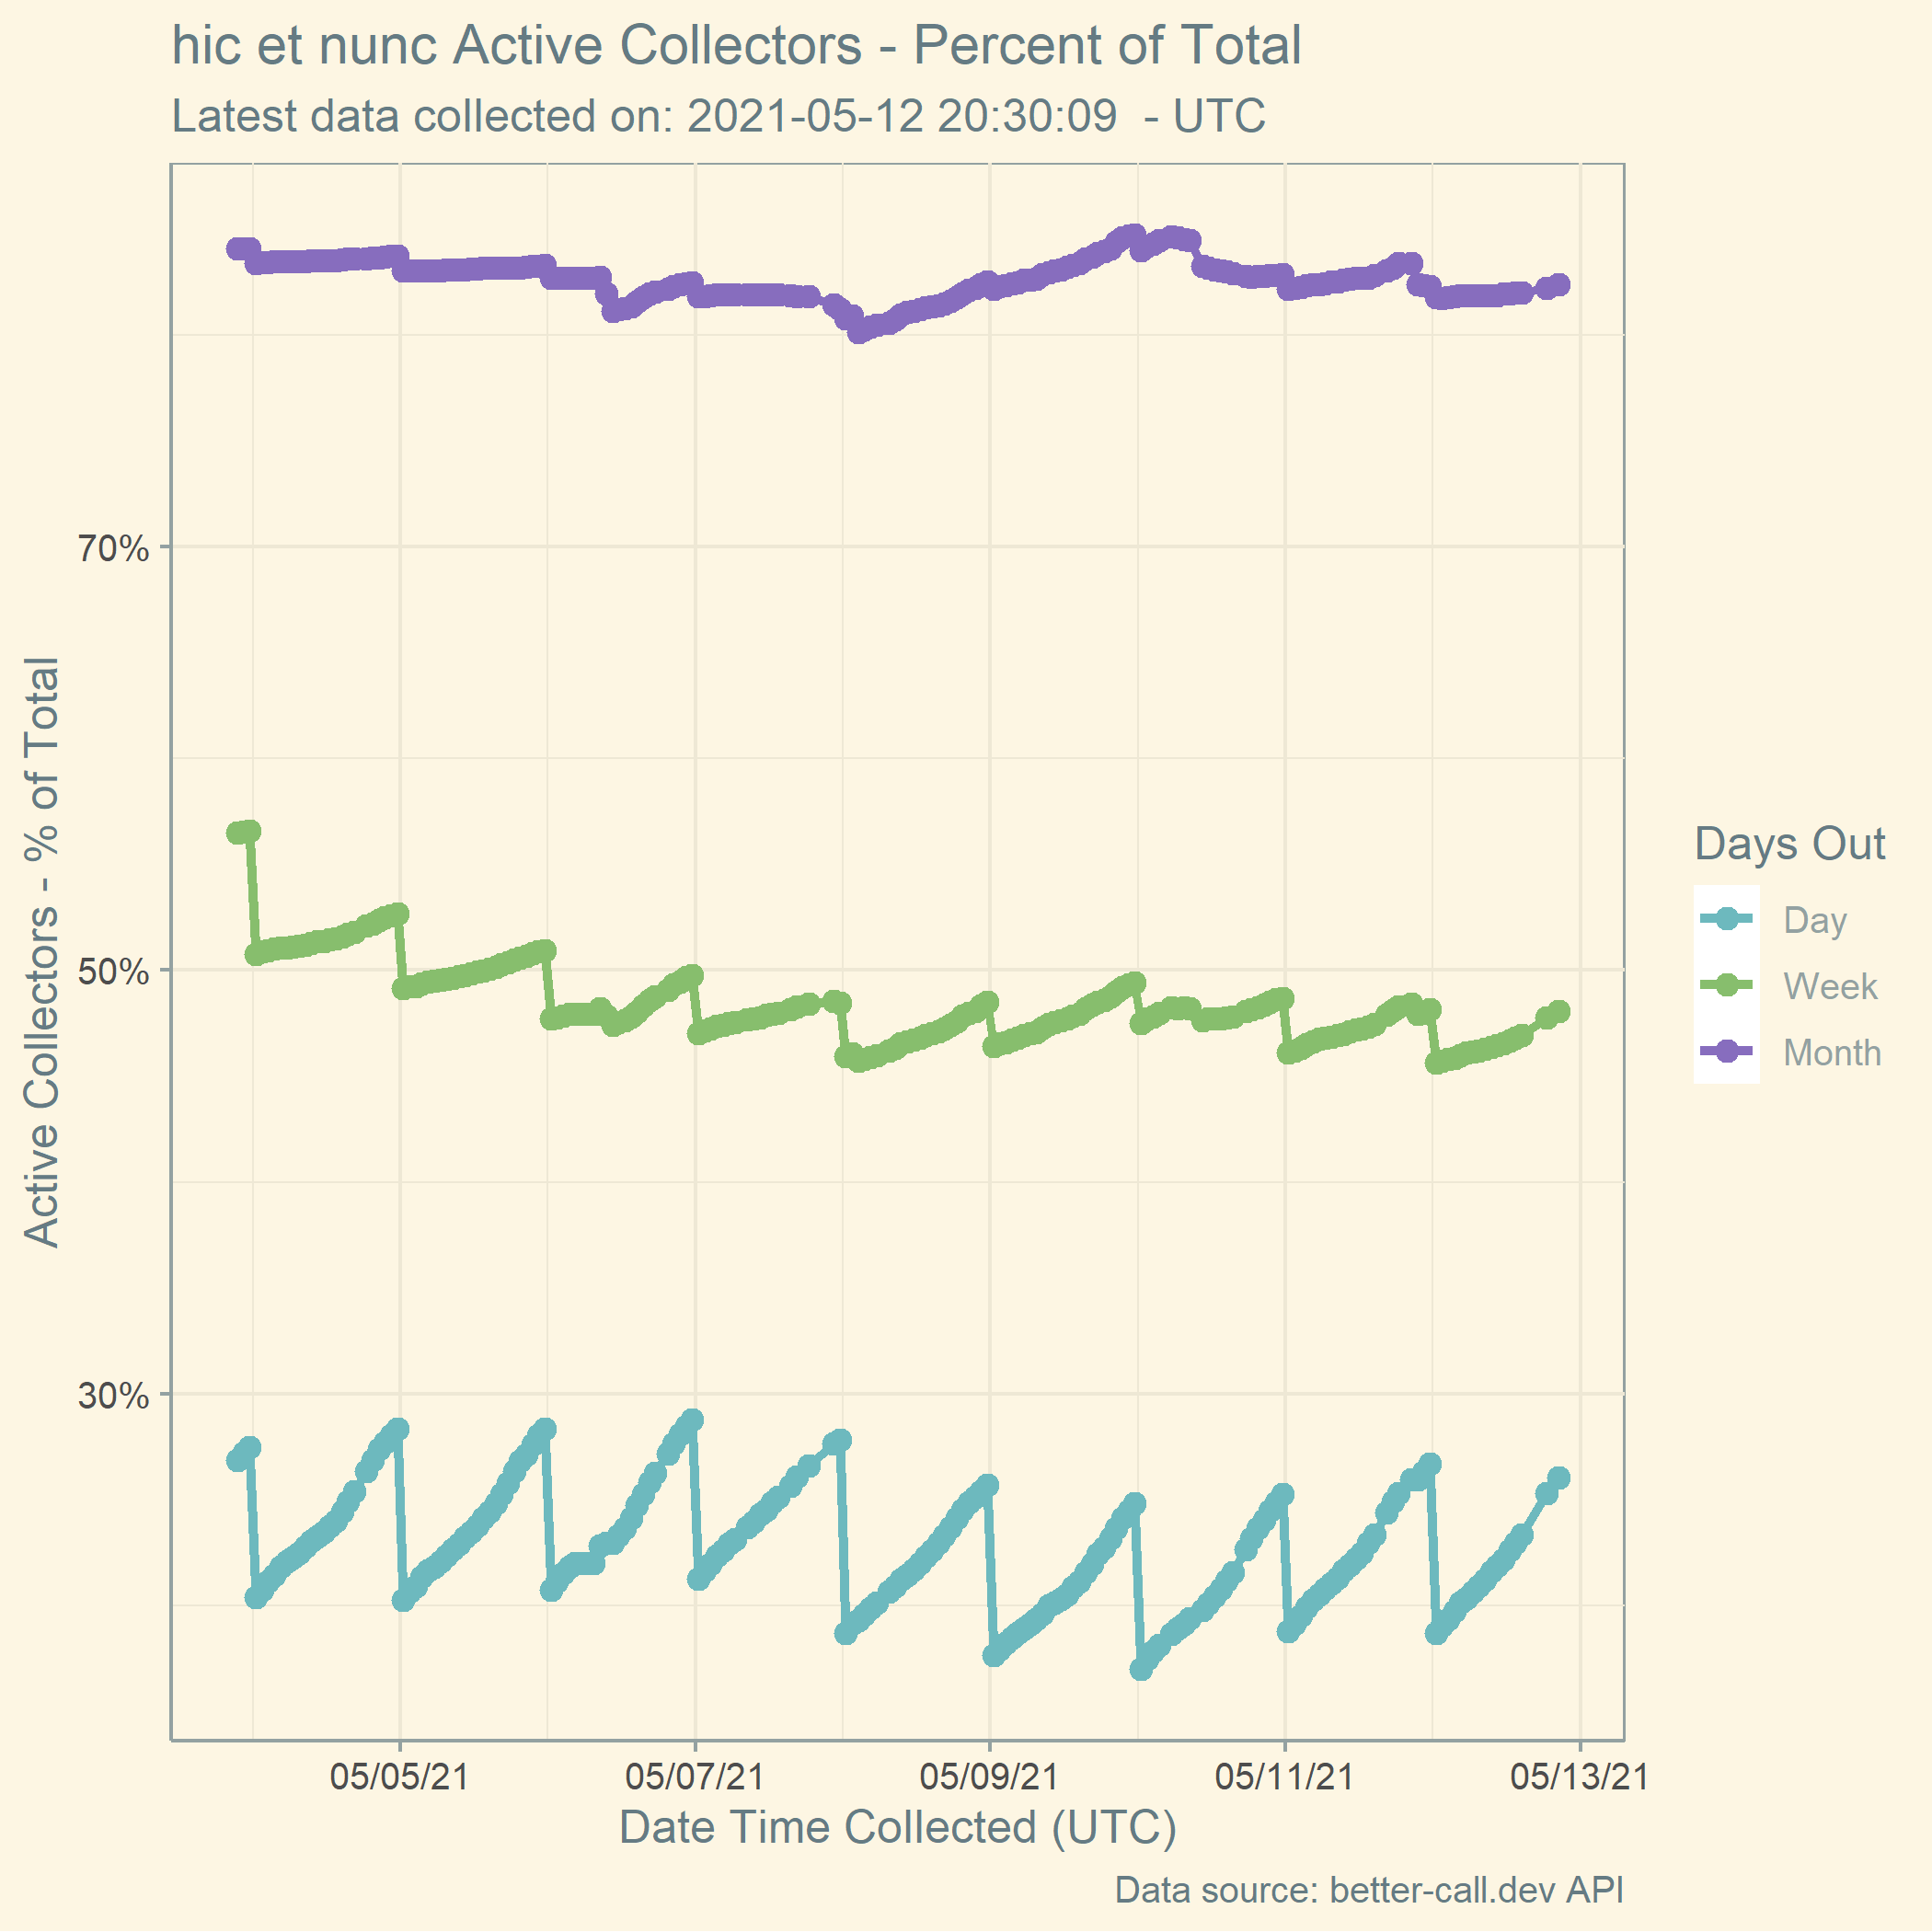 hic et nunc Active Collectors - Percent of Total
Latest data collected on: 2021-05-12 20:30:09  - UTC
Active Collectors - % of Total
70%
50%
30%
05/05/21
05/07/21
05/09/21
05/11/21
05/13/21
Date Time Collected (UTC)
Days Out
Day
Week
Month
Data source: better-call.dev API